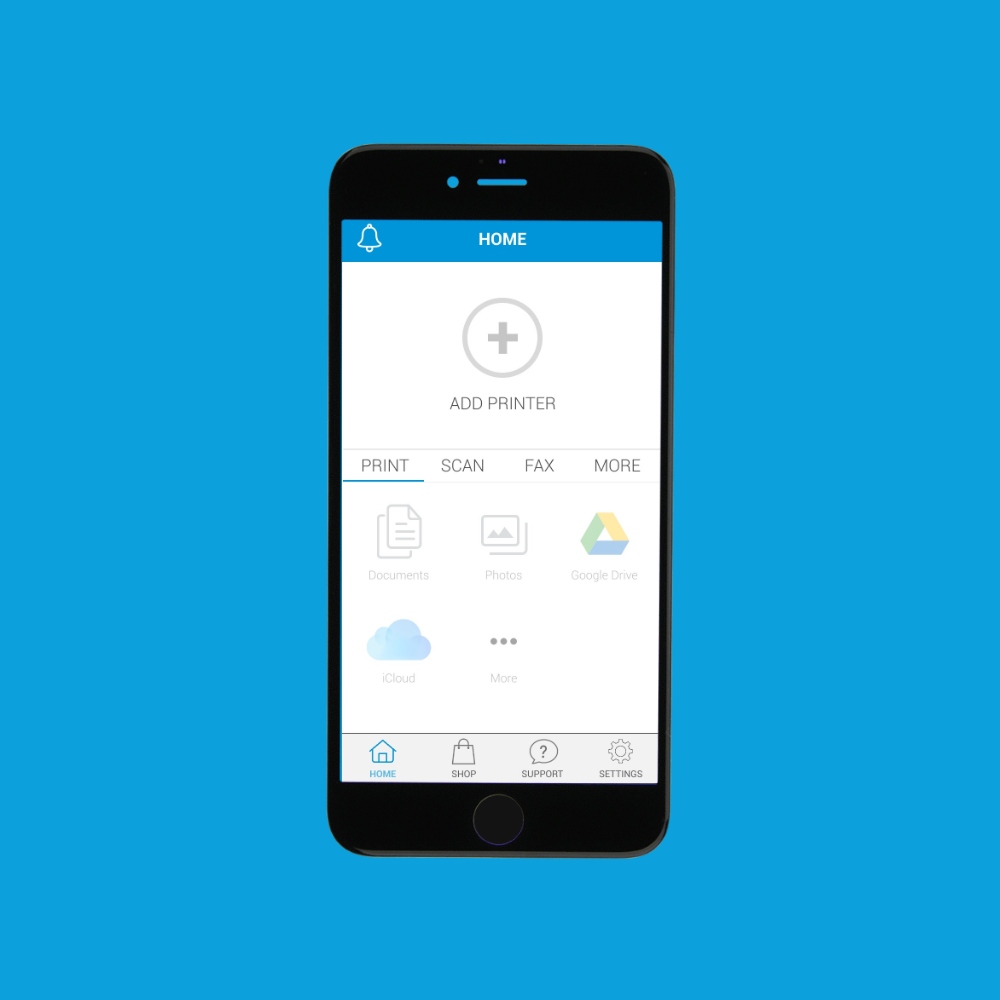 HOME
ADD PRINTER
PRINT SCAN FAX MORE
Documents Photos Google Drive
iCloud More
?
HOME SHOP SUPPORT SETTINGS